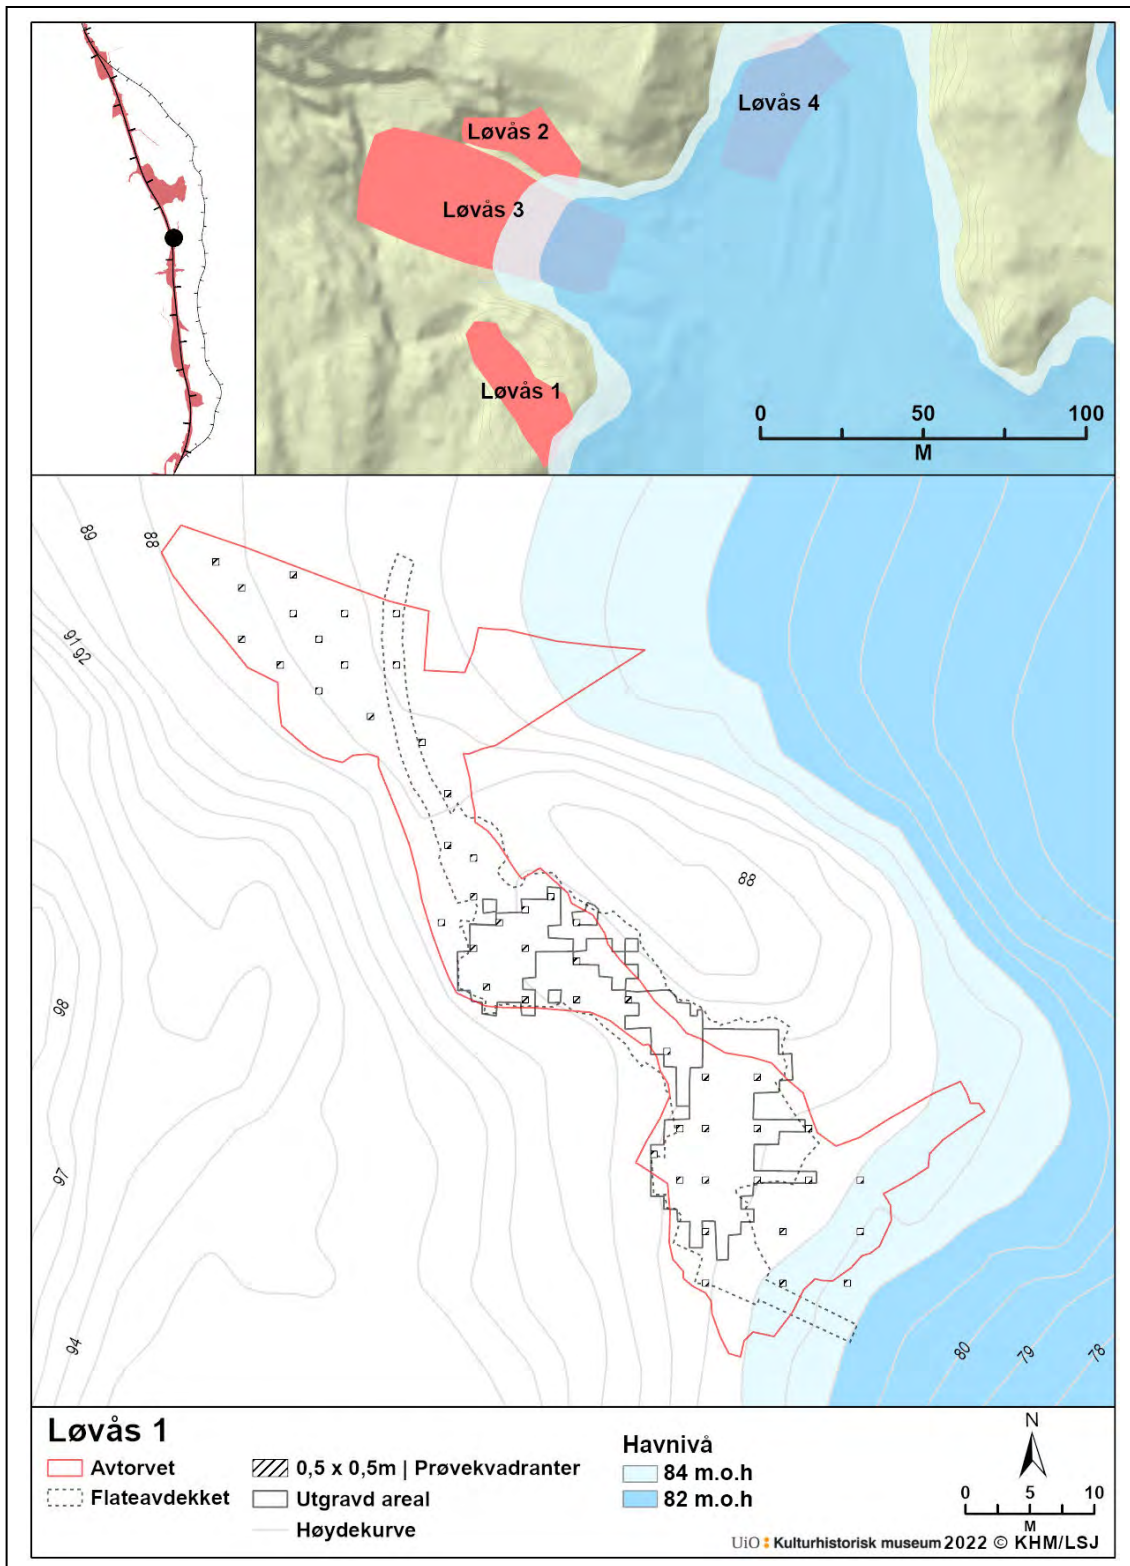 Løvås 4
Løvås 2
Løvås 3
Løvås 1
0 50 100
M
89
88
91 92
88
98
97
94
80
79
78
Løvås 1
Avtorvet
Flateavdekket
0,5 x 0,5m | Prøvekvadranter
Utgravd areal
Høydekurve
Havnivå
84 m.o.h
82 m.o.h
N
0 5 10
M
UiO Kulturhistorisk museum 2022 © KHM/LSJ